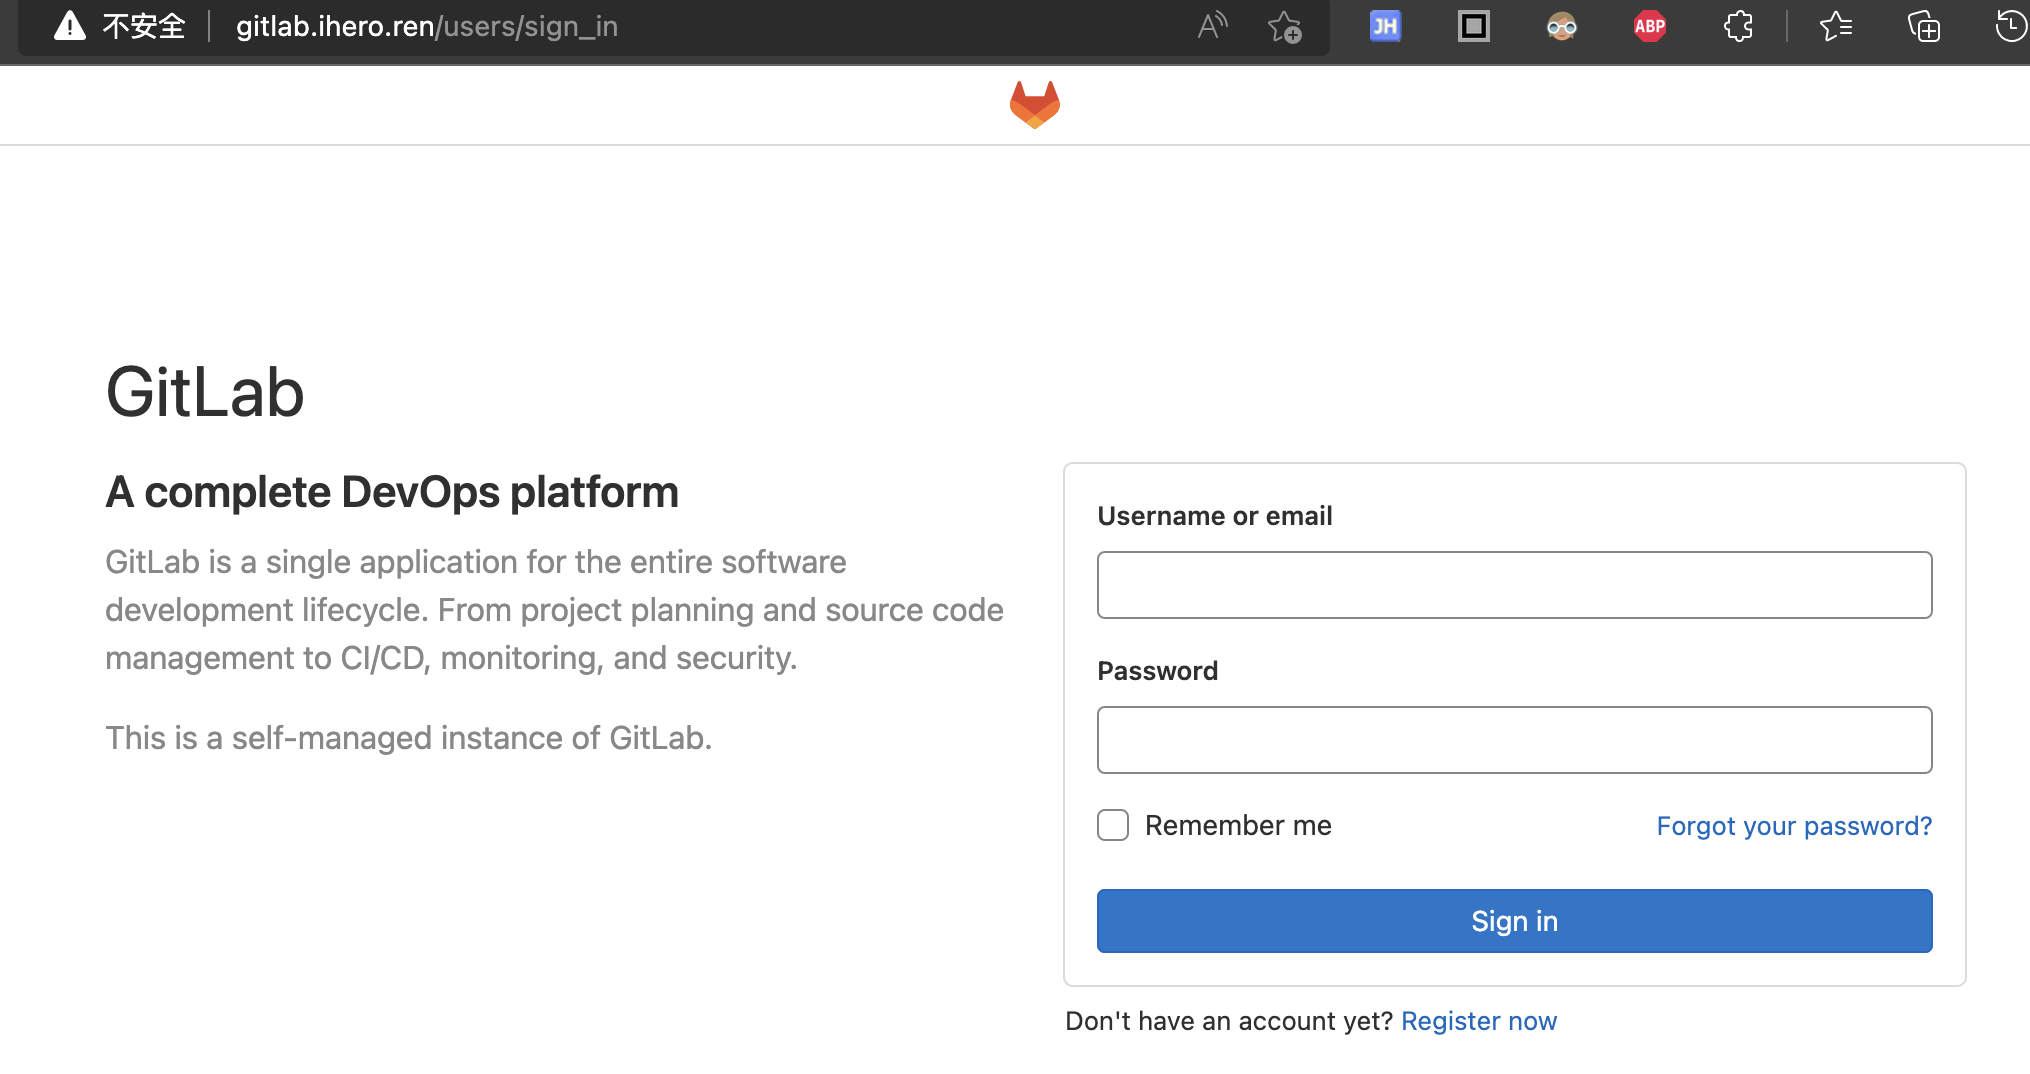 不安全 gitlab.ihero.ren/users/sign_in A JH ABP
GitLab
A complete DevOps platform
GitLab is a single application for the entire software
development lifecycle. From project planning and source code
management to CI/CD, monitoring, and security.
This is a self-managed instance of GitLab.
Username or email
Password
Remember me Forgot your password?
Sign in
Don't have an account yet? Register now